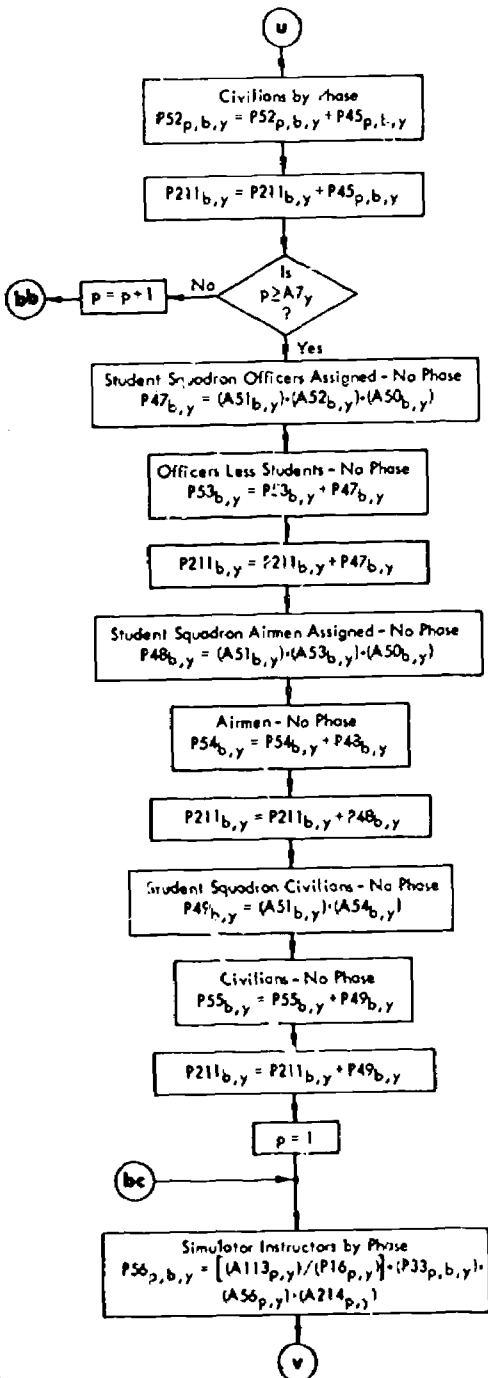 u
Civilians by Phase
P52p,b,y = P52p,b,y + P45p,b,y
P211b,y = P211b,y + P45p,b,y
Is
p≥A7y
?
No
p = p+1
bb
Yes
Student Squadron Officers Assigned - No Phase
P47b,y = (A51b,y)·(A52b,y)·(A50b,y)
Officers Less Students - No Phase
P53b,y = P53b,y + P47b,y
P211b,y = P211b,y + P47b,y
Student Squadron Airmen Assigned - No Phase
P48b,y = (A51b,y)·(A53b,y)·(A50b,y)
Airmen - No Phase
P54b,y = P54b,y + P48b,y
P211b,y = P211b,y + P48b,y
Student Squadron Civilians - No Phase
P49b,y = (A51b,y)·(A54b,y)
Civilians - No Phase
P55b,y = P55b,y + P49b,y
P211b,y = P211b,y + P49b,y
p = 1
bc
Simulator Instructors by Phase
P56p,b,y = [(A113p,y)/(P16p,y)]·(P33p,b,y)·
(A56p,y)·(A214p,y)
v